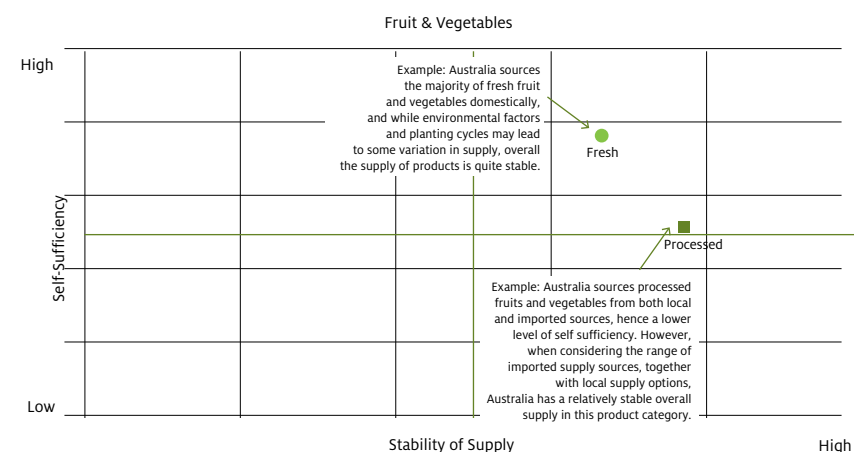 Fruit & Vegetables
High
Example: Australia sources
the majority of fresh fruit
and vegetables domestically,
and while environmental factors
and planting cycles may lead
to some variation in supply, overall
the supply of products is quite stable.
Fresh
Self-Sufficiency
Processed
Example: Australia sources processed
fruits and vegetables from both local
and imported sources, hence a lower
level of self sufficiency. However,
when considering the range of
imported supply sources, together
with local supply options,
Australia has a relatively stable overall
supply in this product category.
Low
Stability of Supply
High